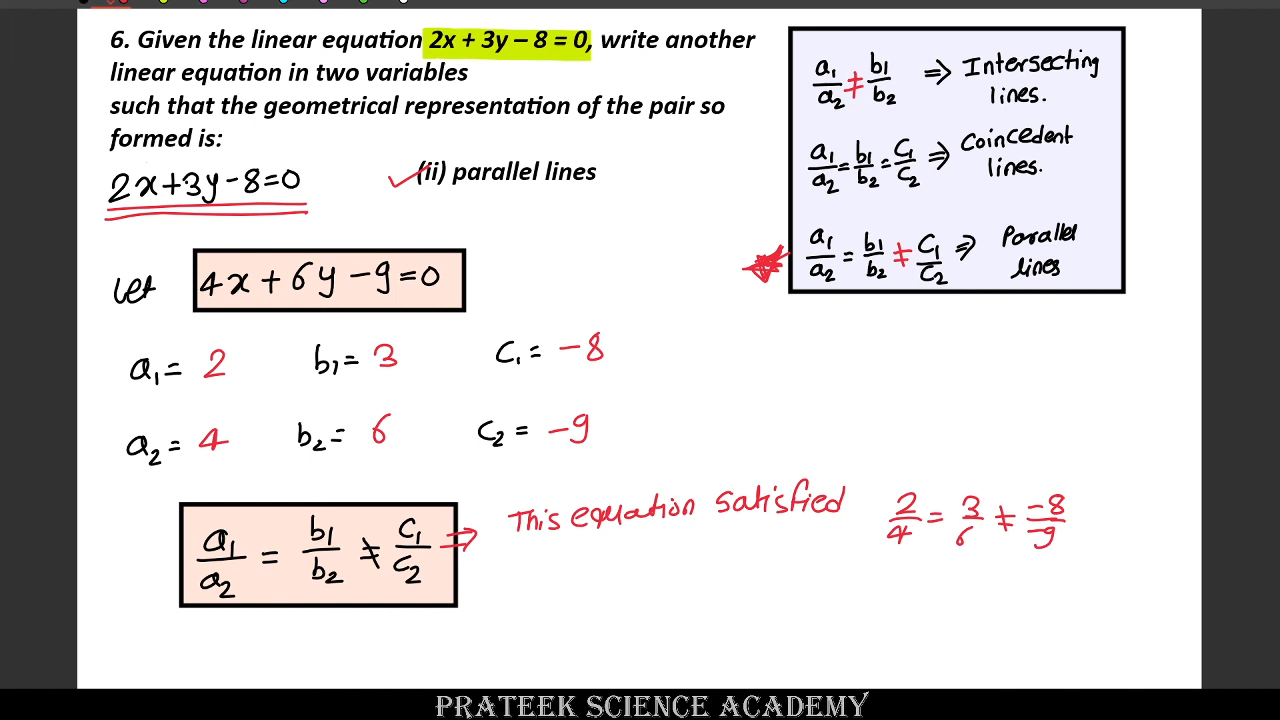 6. Given the linear equation 2x + 3y – 8 = 0, write another
linear equation in two variables
such that the geometrical representation of the pair so
formed is:
2x+3y-8=0
(ii) parallel lines
Let 4x + 6y - 9 = 0
a1 = 2 b1 = 3 c1 = -8
a2 = 4 b2 = 6 c2 = -9
a1/a2 = b1/b2 ≠ c1/c2 → This equation satisfied 2/4 = 3/6 ≠ -8/-9
a1/a2 ≠ b1/b2 ⇒ Intersecting
lines.
a1/a2 = b1/b2 = c1/c2 ⇒ Coincedent
lines.
a1/a2 = b1/b2 ≠ c1/c2 ⇒ Parallel
lines
PRATEEK SCIENCE ACADEMY